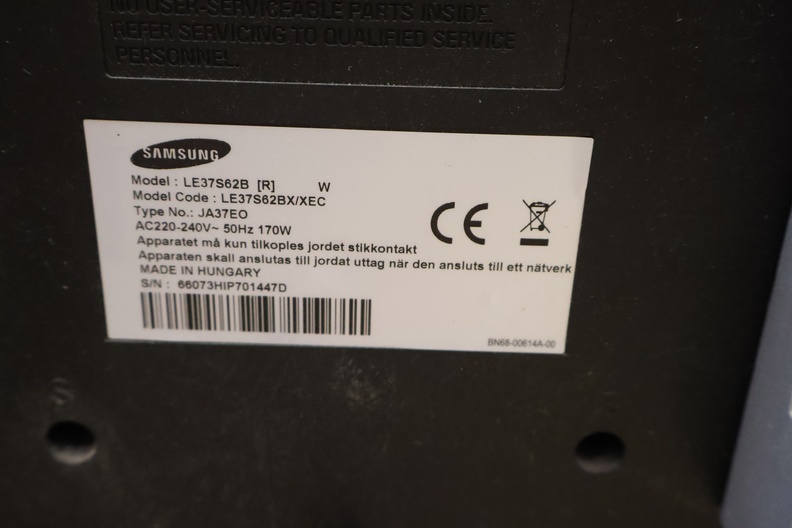 NO USER-SERVICEABLE PARTS INSIDE
REFER SERVICING TO QUALIFIED SERVICE
PERSONNEL.
SAMSUNG
Model : LE37S62B [R] W
Model Code : LE37S62BX/XEC
Type No.: JA37EO
AC220-240V~ 50Hz 170W
Apparatet må kun tilkoples jordet stikkontakt
Apparaten skall anslutas till jordat uttag när den ansluts till ett nätverk
MADE IN HUNGARY
S/N : 66073HIP701447D
CE
BN68-00614A-00